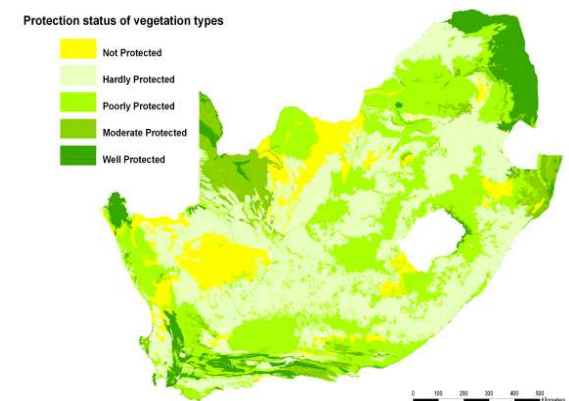 Protection status of vegetation types
Not Protected
Hardly Protected
Poorly Protected
Moderate Protected
Well Protected
0 100 200 300 400 500
Kilometers